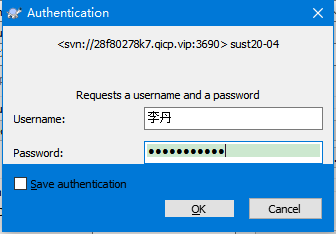 Authentication
<svn://28f80278k7.qicp.vip:3690> sust20-04
Requests a username and a password
Username:
李丹
Password:
●●●●●●●●●●●
Save authentication
OK
Cancel